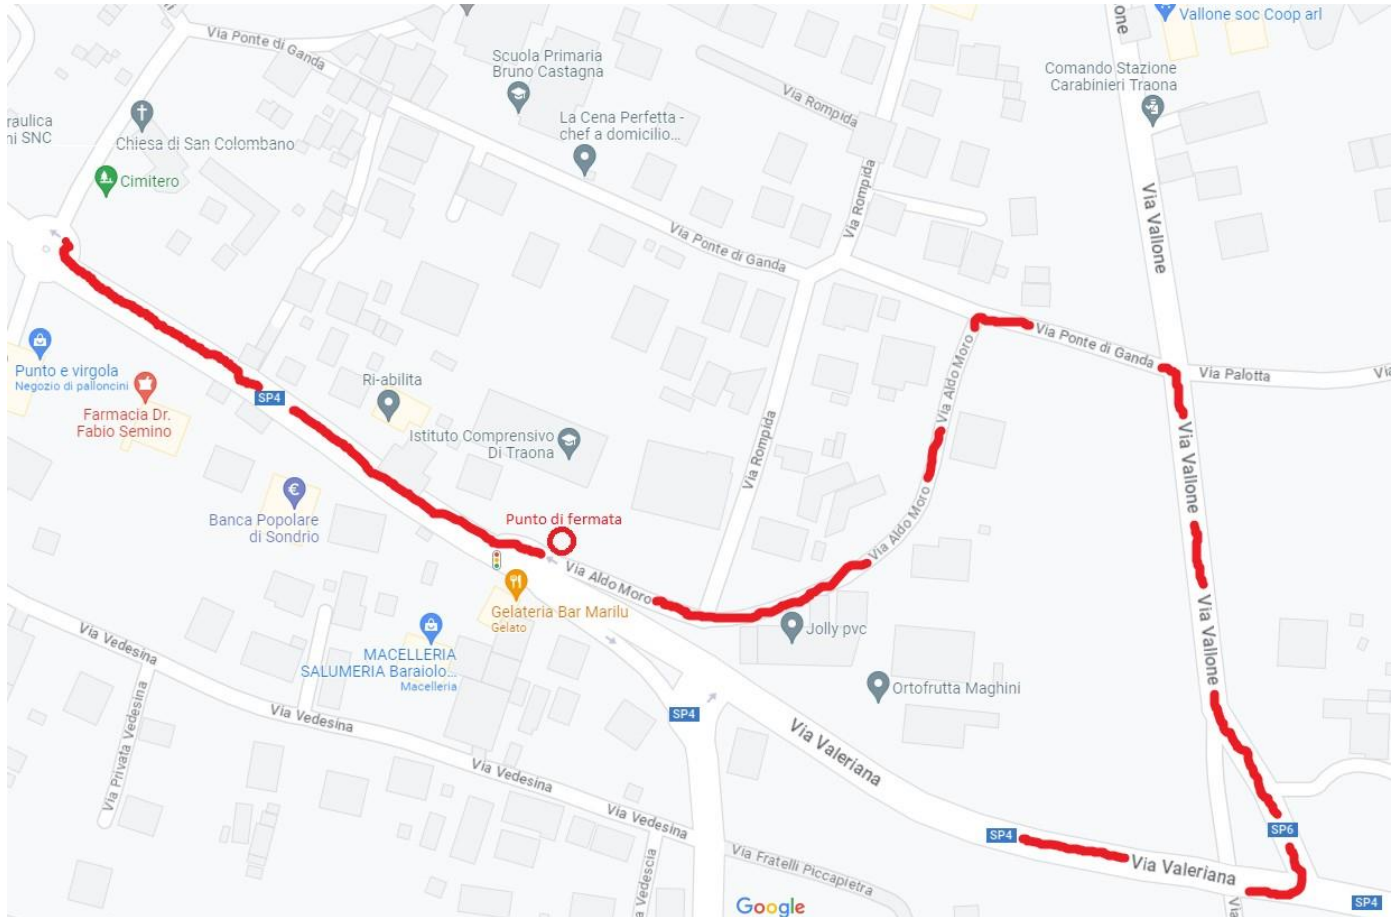 Vallone soc Coop arl
one
Via Ponte di Ganda
Scuola Primaria
Bruno Castagna
Comando Stazione
Carabinieri Traona
La Cena Perfetta -
chef a domicilio...
Via Rompida
raulica
ni SNC
Chiesa di San Colombano
Cimitero
Via Rompida
Via Vallone
Via Ponte di Ganda
Via Aldo Moro
Via Ponte di Ganda
Via Palotta
Punto e virgola
Negozio di palloncini
Ri-abilita
SP4
Farmacia Dr.
Fabio Semino
Istituto Comprensivo
Di Traona
Via Rompida
Via Vallone
Banca Popolare
di Sondrio
Punto di fermata
Via Aldo Moro
Via Aldo Moro
Gelateria Bar Marilu
Gelato
Jolly pvc
Via Vallone
Via Vedesina
MACELLERIA
SALUMERIA Baraiolo...
Macelleria
Ortofrutta Maghini
SP4
Via Vedesina
Via Privata Vedesina
Via Valeriana
Via Vedesina
Via Vedesina
SP4
SP6
Via Valeriana
Via Fratelli Piccapietra
Via Vedescia
Google
SP4